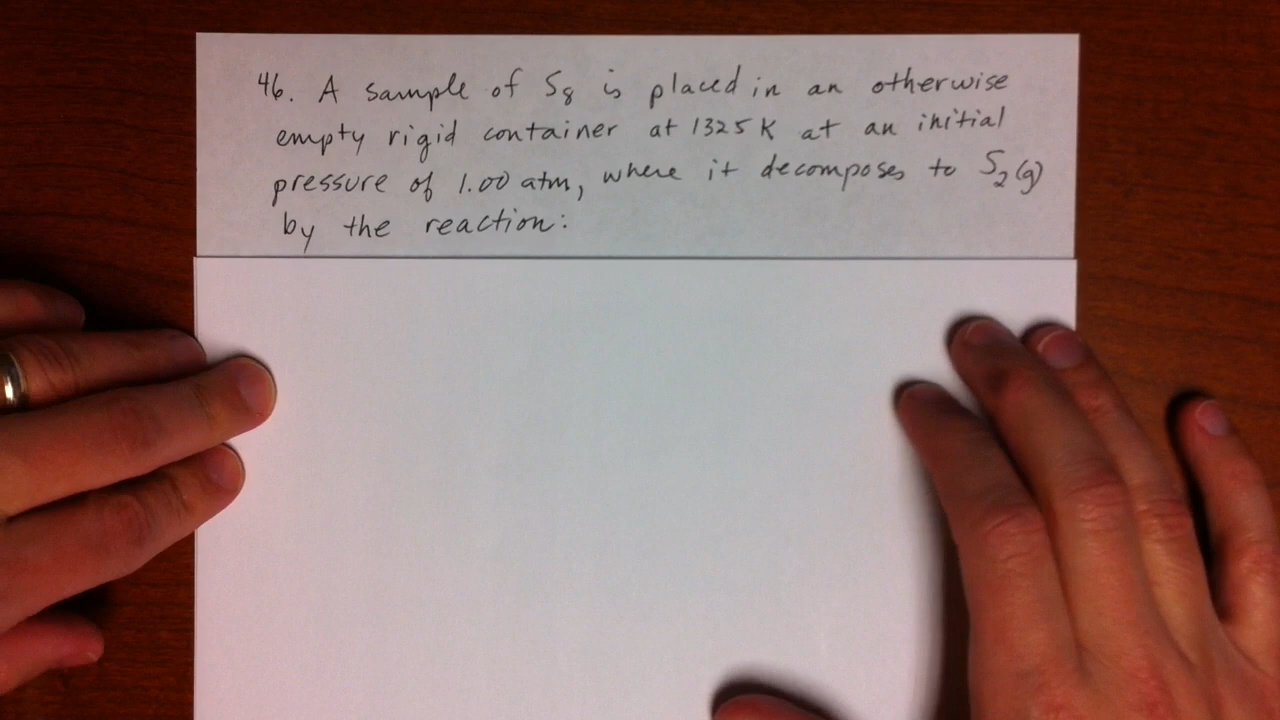 46. A sample of S₈ is placed in an otherwise
empty rigid container at 1325 K at an initial
pressure of 1.00 atm, where it decomposes to S₂(g)
by the reaction: